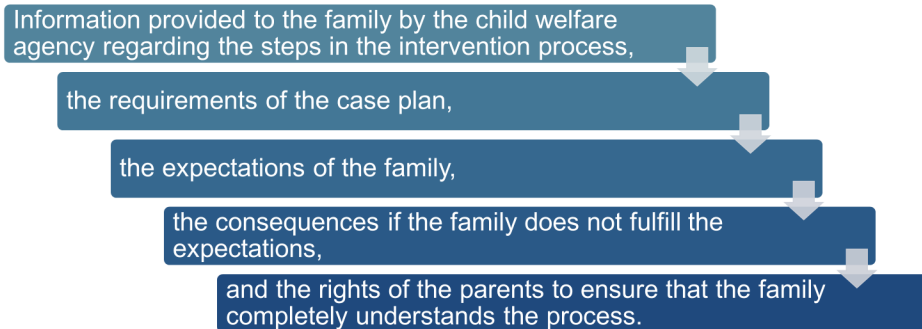 Information provided to the family by the child welfare
agency regarding the steps in the intervention process,
the requirements of the case plan,
the expectations of the family,
the consequences if the family does not fulfill the
expectations,
and the rights of the parents to ensure that the family
completely understands the process.